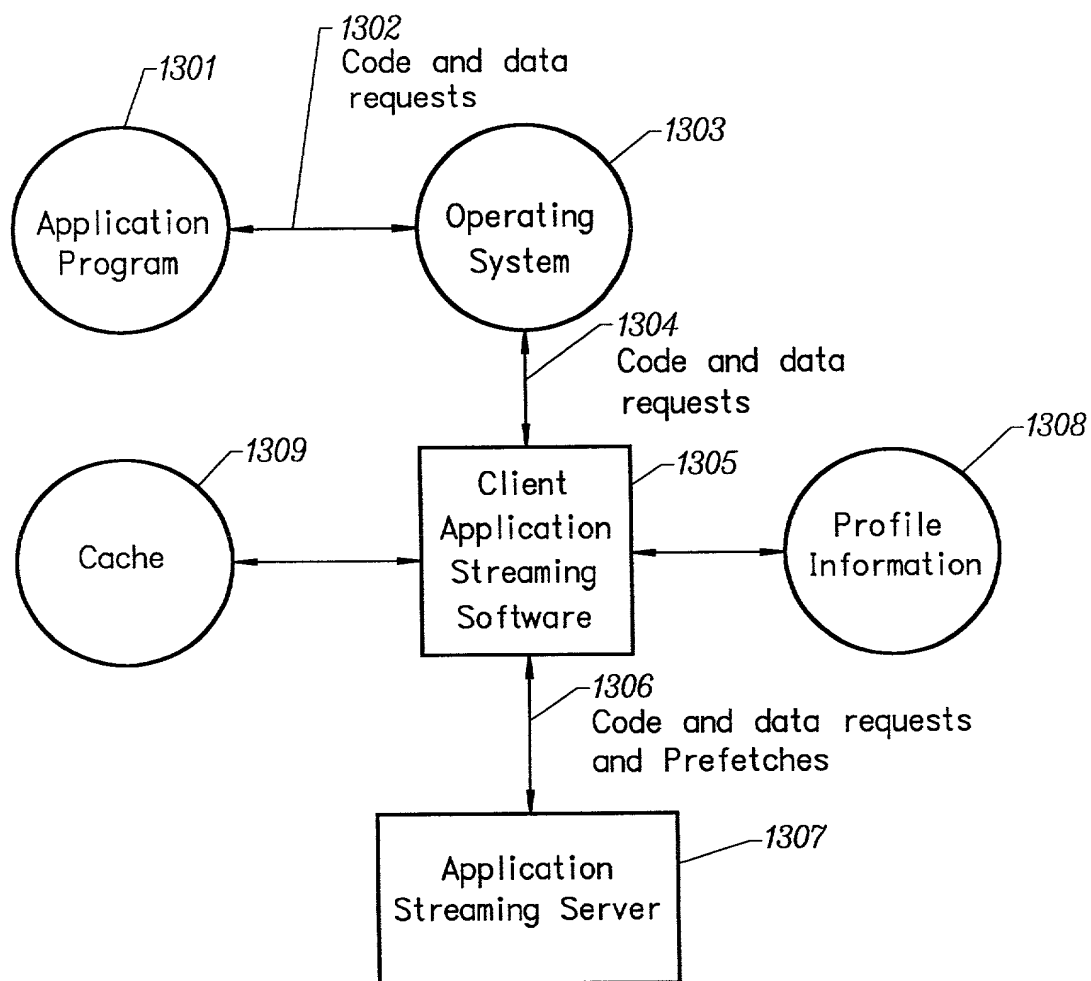 1302
Code and data
requests
1301
1303
Application
Program
Operating
System
1304
Code and data
requests
1309
1305
1308
Cache
Client
Application
Streaming
Software
Profile
Information
1306
Code and data requests
and Prefetches
1307
Application
Streaming Server